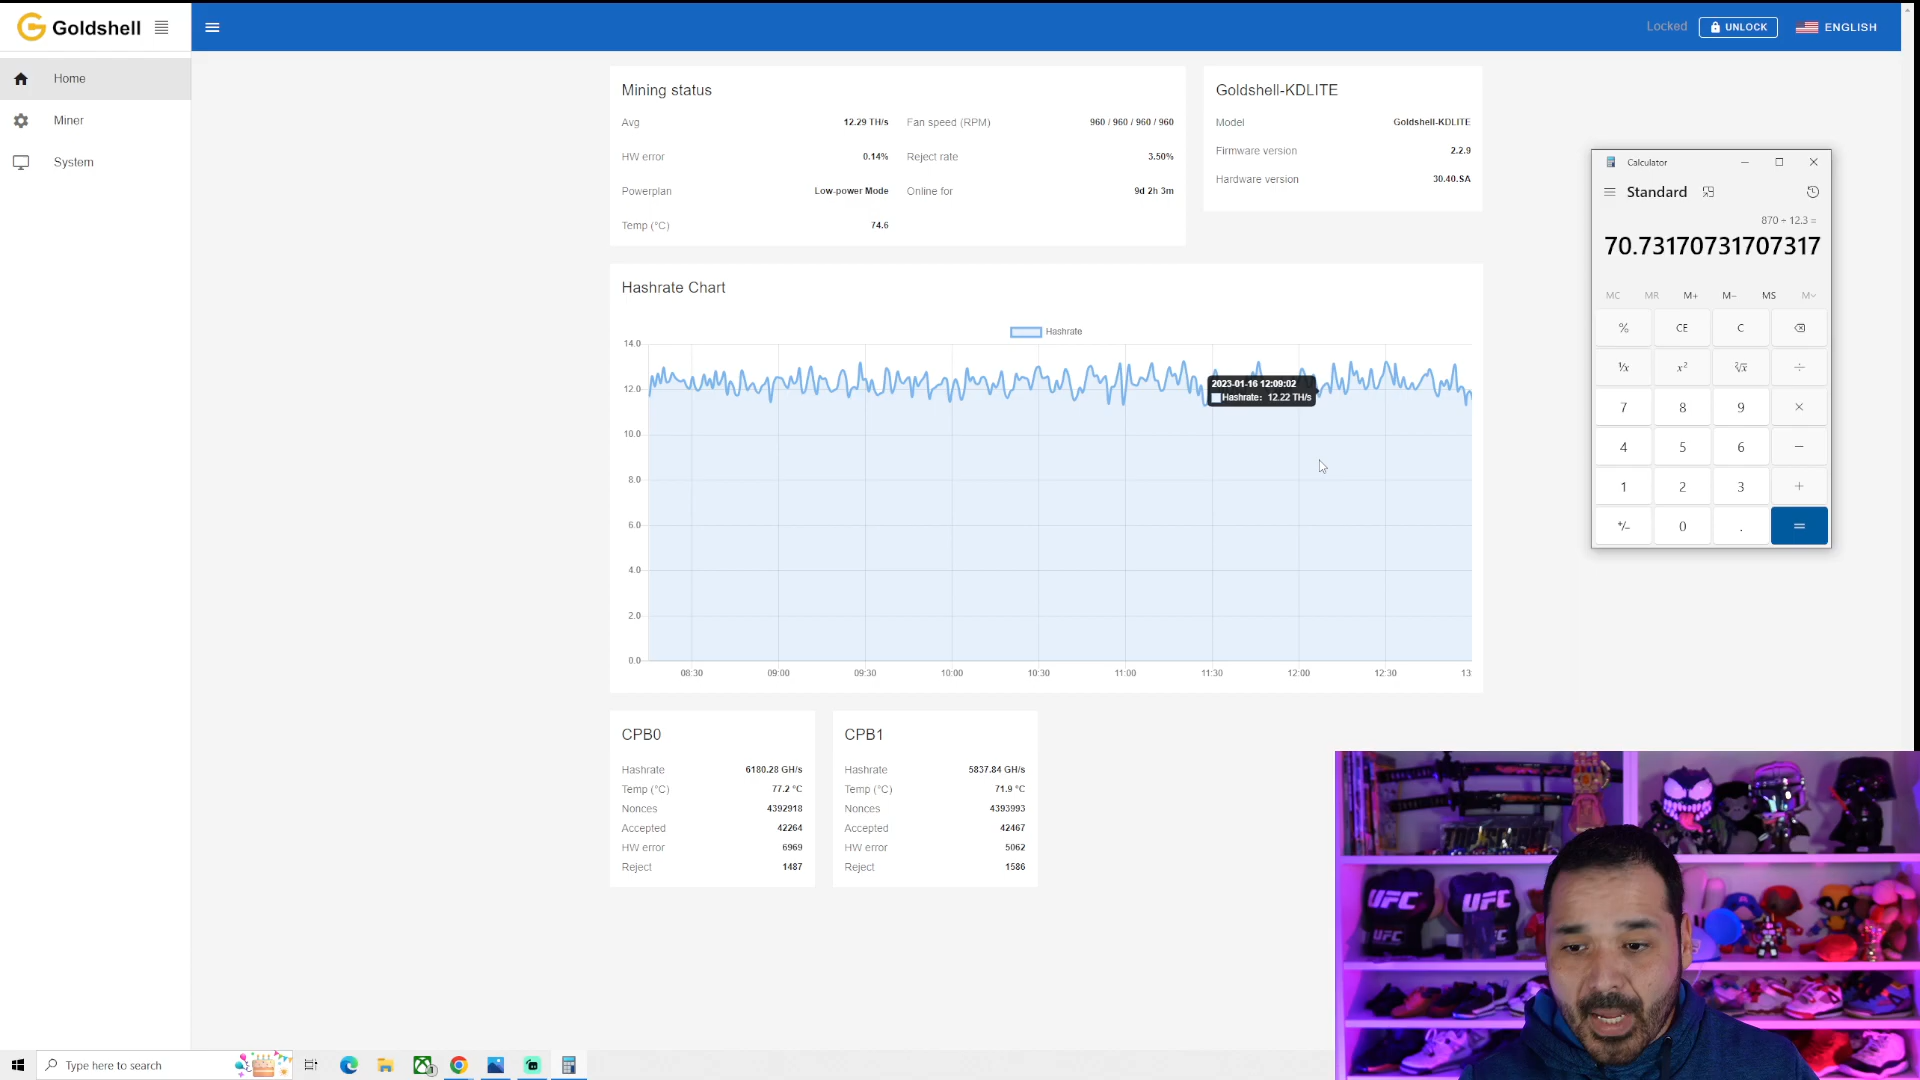 Goldshell
Locked
UNLOCK
ENGLISH
Home
Miner
System
Mining status
Avg 12.29 TH/s Fan speed (RPM) 960 / 960 / 960 / 960
HW error 0.14% Reject rate 3.50%
Powerplan Low-power Mode Online for 9d 2h 3m
Temp (°C) 74.6
Goldshell-KDLITE
Model Goldshell-KDLITE
Firmware version 2.2.9
Hardware version 30.40.SA
Hashrate Chart
Hashrate
14.0
12.0
10.0
8.0
6.0
4.0
2.0
0.0
2023-01-16 12:09:02
Hashrate: 12.22 TH/s
08:30 09:00 09:30 10:00 10:30 11:00 11:30 12:00 12:30 13:
CPB0
Hashrate 6180.28 GH/s
Temp (°C) 77.2 °C
Nonces 4392918
Accepted 42264
HW error 6969
Reject 1487
CPB1
Hashrate 5837.84 GH/s
Temp (°C) 71.9 °C
Nonces 4393993
Accepted 42467
HW error 5062
Reject 1586
Calculator
Standard
870 ÷ 12.3 =
70.73170731707317
MC MR M+ M− MS M
% CE C
¹/x x² ²√x ÷
7 8 9 ×
4 5 6 −
1 2 3 +
+/− 0 . =
UFC UFC
UFC UFC
Type here to search